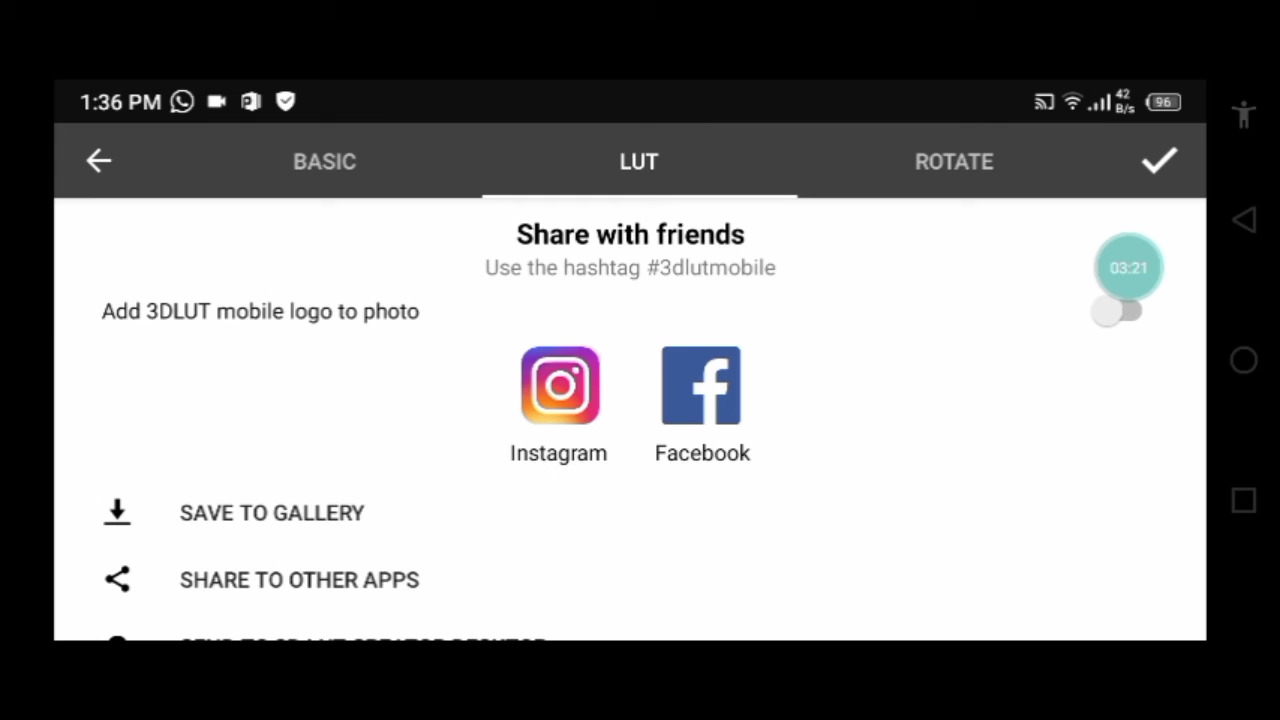 1:36 PM
42 B/s
96
BASIC
LUT
ROTATE
Share with friends
Use the hashtag #3dlutmobile
03:21
Add 3DLUT mobile logo to photo
Instagram
Facebook
SAVE TO GALLERY
SHARE TO OTHER APPS